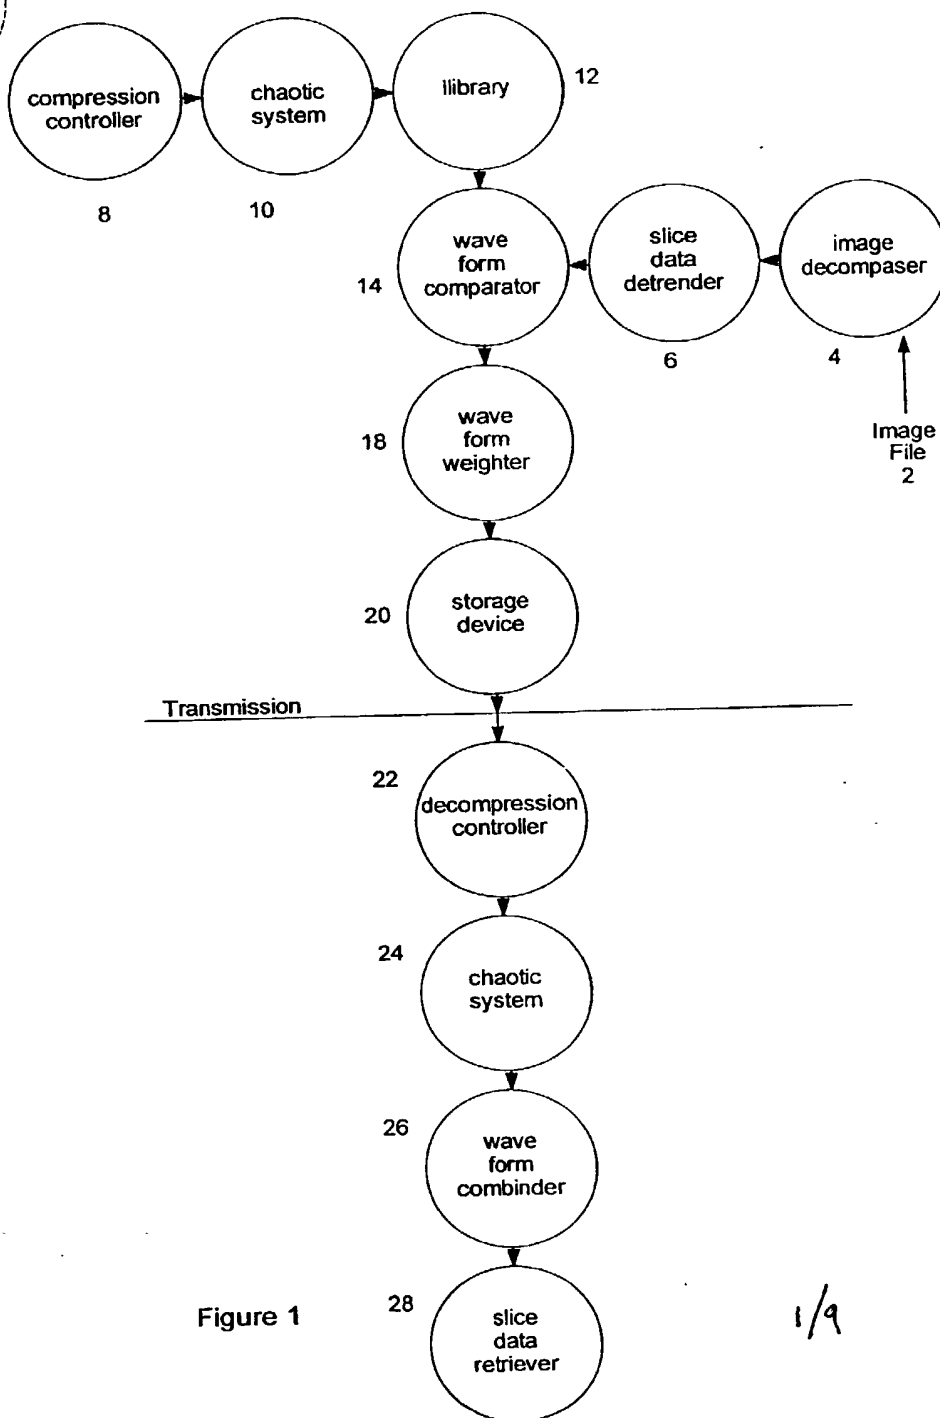 compression
controller
8
chaotic
system
10
llibrary
12
wave
form
comparator
14
slice
data
detrender
6
image
decompaser
4
Image
File
2
wave
form
weighter
18
storage
device
20
Transmission
decompression
controller
22
chaotic
system
24
wave
form
combinder
26
slice
data
retriever
28
Figure 1
1/9